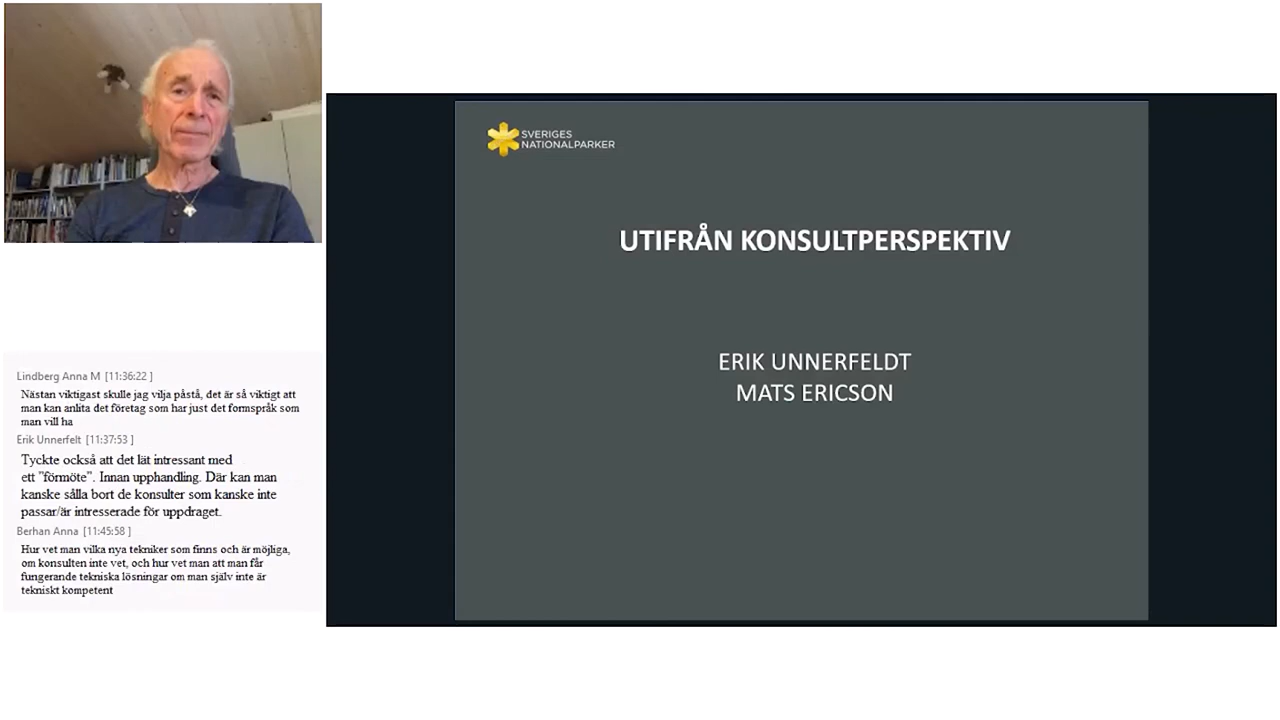 SVERIGES
NATIONALPARKER
UTIFRÅN KONSULTPERSPEKTIV
ERIK UNNERFELDT
MATS ERICSON
Lindberg Anna M [11:36:22 ]
Nästan viktigast skulle jag vilja påstå, det är så viktigt att
man kan anlita det företag som har just det formspråk som
man vill ha
Erik Unnerfelt [11:37:53 ]
Tyckte också att det lät intressant med
ett "förmöte". Innan upphandling. Där kan man
kanske sålla bort de konsulter som kanske inte
passar/är intresserade för uppdraget.
Berhan Anna [11:45:58 ]
Hur vet man vilka nya tekniker som finns och är möjliga,
om konsulten inte vet, och hur vet man att man får
fungerande tekniska lösningar om man själv inte är
tekniskt kompetent